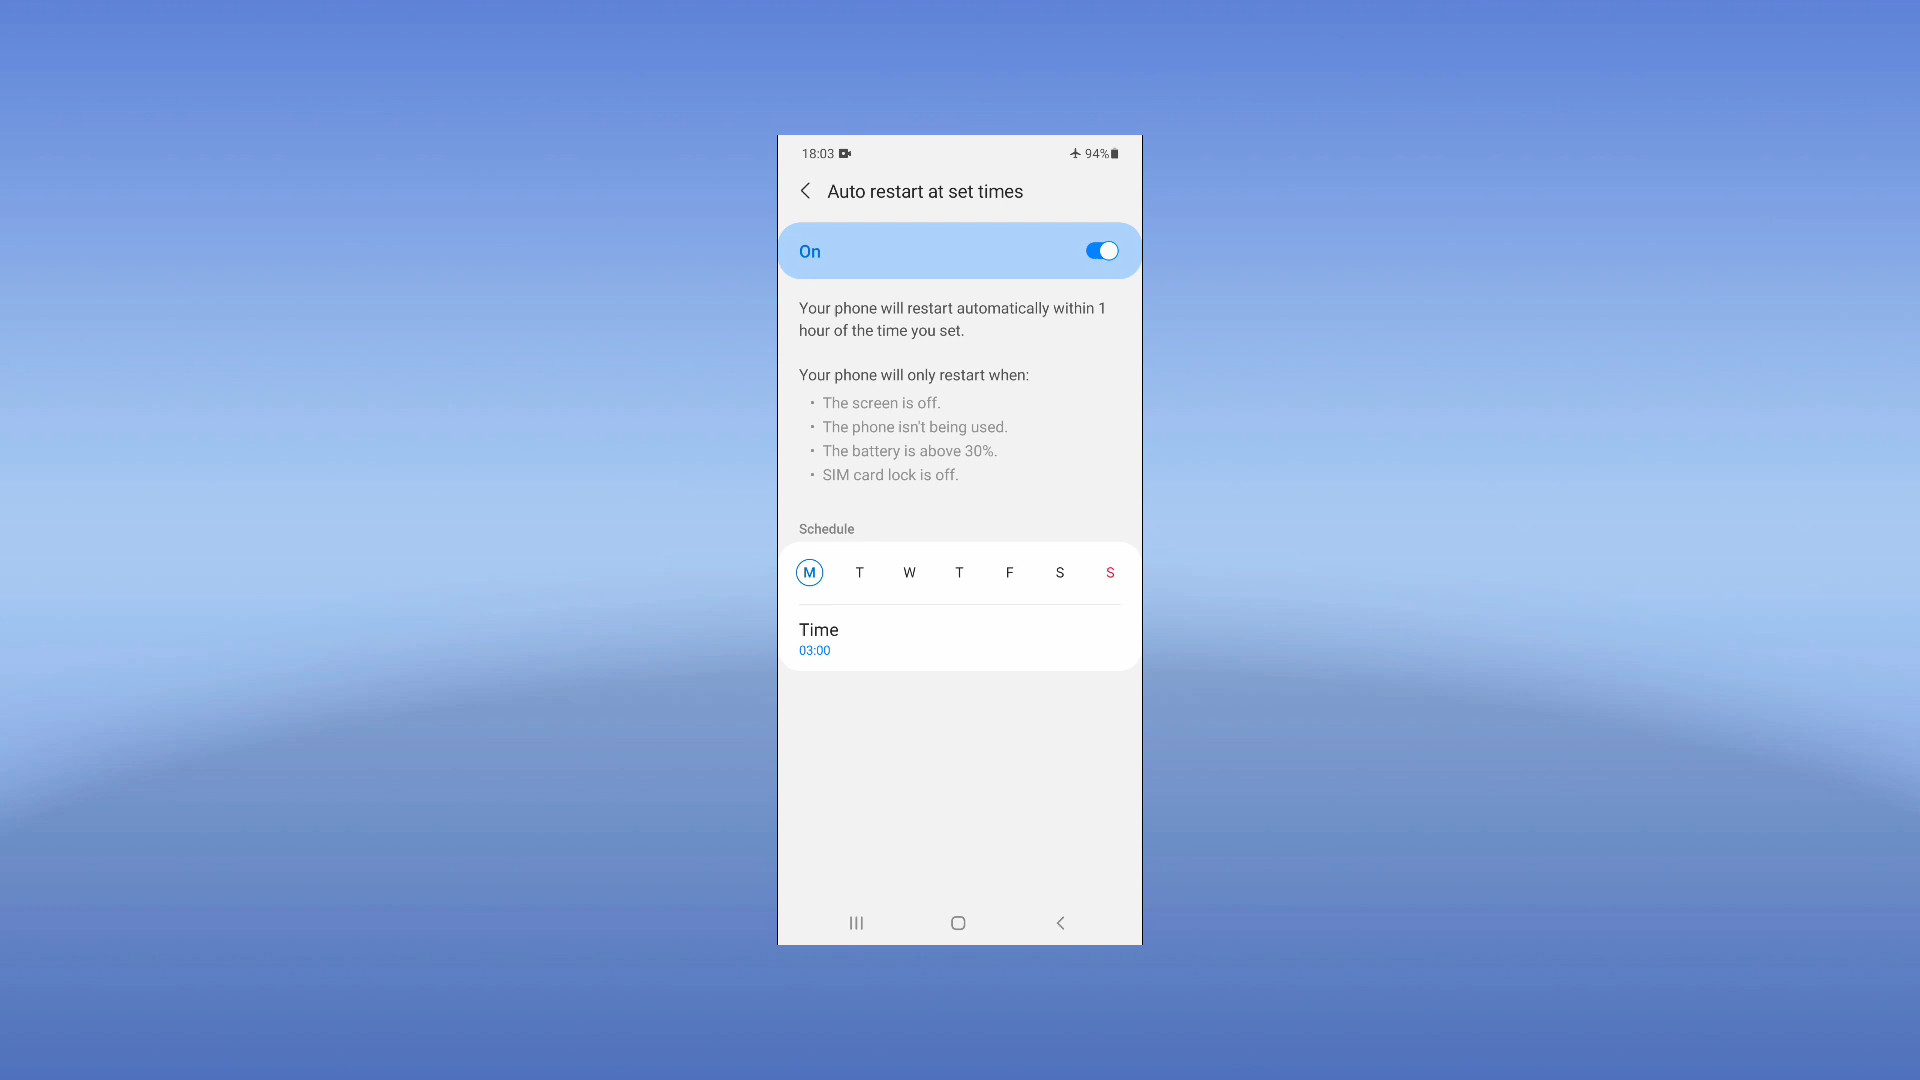 18:03 94%
Auto restart at set times
On
Your phone will restart automatically within 1
hour of the time you set.
Your phone will only restart when:
• The screen is off.
• The phone isn't being used.
• The battery is above 30%.
• SIM card lock is off.
Schedule
M T W T F S S
Time
03:00